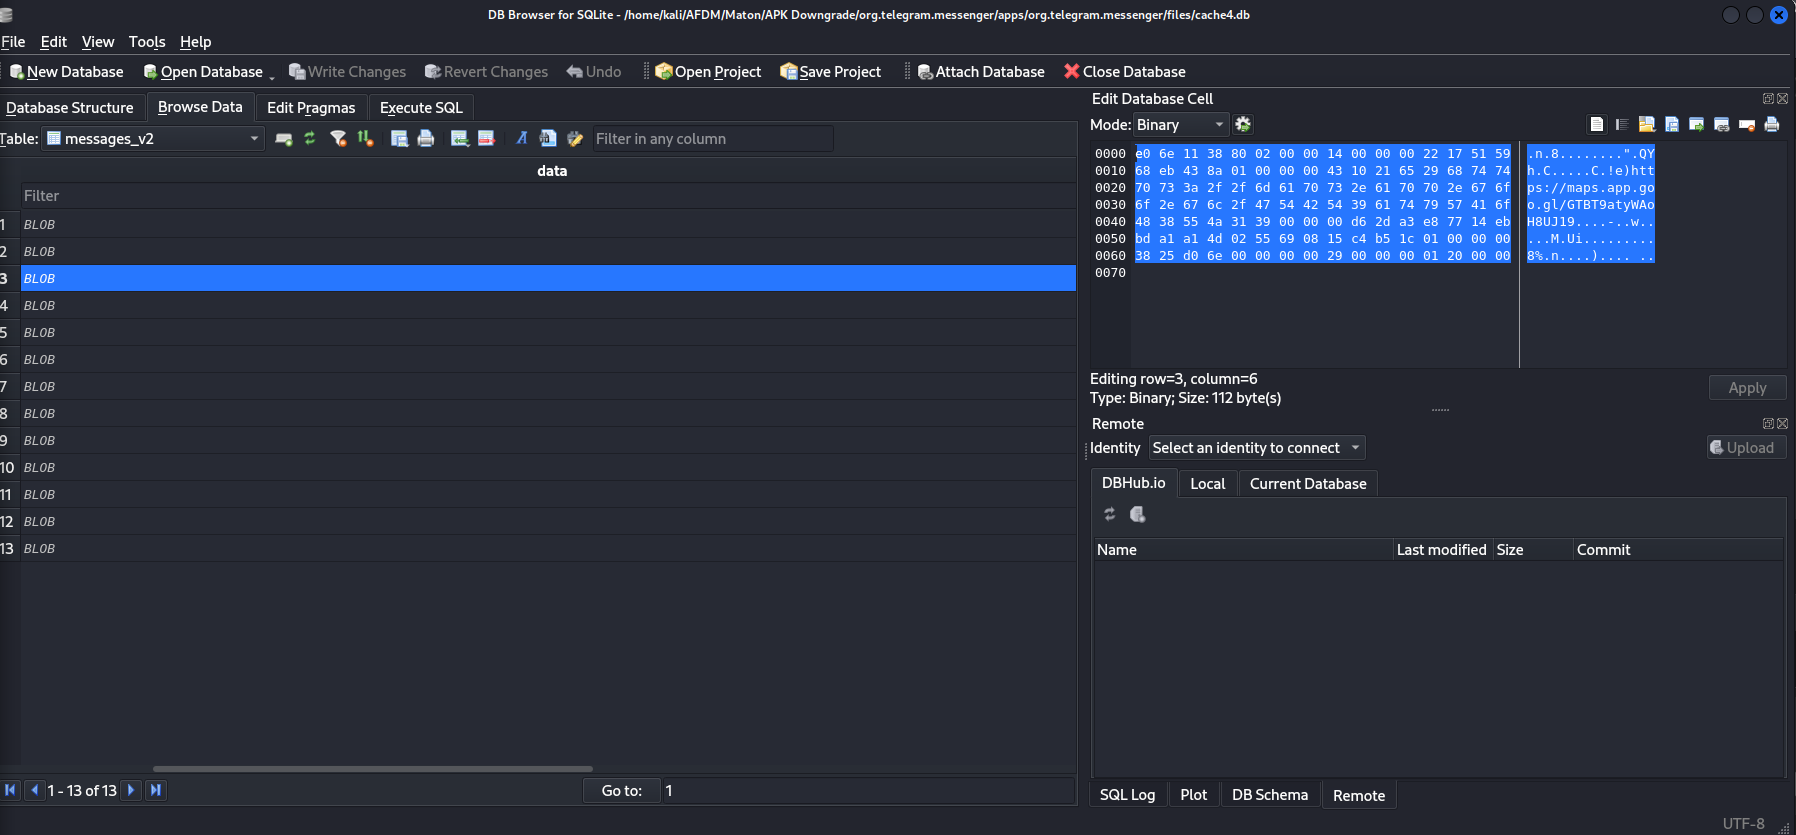 DB Browser for SQLite - /home/kali/AFDM/Maton/APK Downgrade/org.telegram.messenger/apps/org.telegram.messenger/files/cache4.db
File Edit View Tools Help
New Database Open Database Write Changes Revert Changes Undo Open Project Save Project Attach Database Close Database
Database Structure Browse Data Edit Pragmas Execute SQL
Table: messages_v2 Filter in any column
data
Filter
1 BLOB
2 BLOB
3 BLOB
4 BLOB
5 BLOB
6 BLOB
7 BLOB
8 BLOB
9 BLOB
10 BLOB
11 BLOB
12 BLOB
13 BLOB
1 - 13 of 13 Go to: 1
Edit Database Cell
Mode: Binary
0000 e0 6e 11 38 80 02 00 00 14 00 00 00 22 17 51 59 .n.8........".QY
0010 68 eb 43 8a 01 00 00 00 43 10 21 65 29 68 74 74 h.C.....C.!e)htt
0020 70 73 3a 2f 2f 6d 61 70 73 2e 61 70 70 2e 67 6f ps://maps.app.go
0030 6f 2e 67 6c 2f 47 54 42 54 39 61 74 79 57 41 6f o.gl/GTBT9atyWAo
0040 48 38 55 4a 31 39 00 00 00 d6 2d a3 e8 77 14 eb H8UJ19....-..w..
0050 bd a1 a1 4d 02 55 69 08 15 c4 b5 1c 01 00 00 00 ...M.Ui.........
0060 38 25 d0 6e 00 00 00 00 29 00 00 00 01 20 00 00 8%.n....).... ..
0070
Editing row=3, column=6
Type: Binary; Size: 112 byte(s)
Apply
Remote
Identity Select an identity to connect Upload
DBHub.io Local Current Database
Name Last modified Size Commit
SQL Log Plot DB Schema Remote
UTF-8